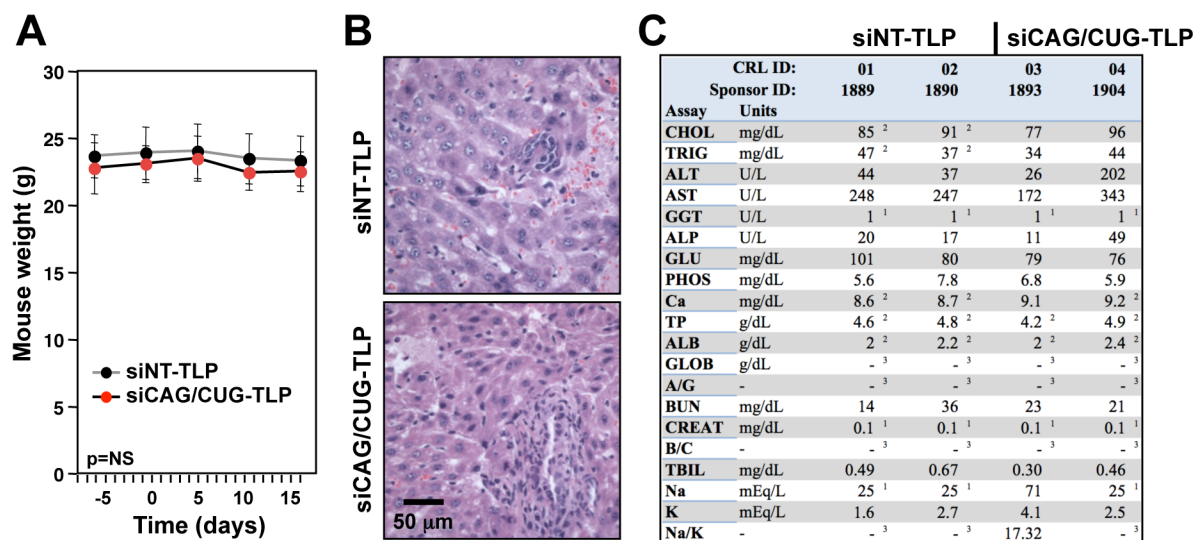 A
Mouse weight (g)
30
25
20
15
10
5
0
siNT-TLP
siCAG/CUG-TLP
p=NS
-5 0 5 10 15
Time (days)
B
siNT-TLP
siCAG/CUG-TLP
50 μm
C
siNT-TLP siCAG/CUG-TLP
CRL ID: 01 02 03 04
Sponsor ID: 1889 1890 1893 1904
Assay Units
CHOL mg/dL 85 ² 91 ² 77 96
TRIG mg/dL 47 ² 37 ² 34 44
ALT U/L 44 37 26 202
AST U/L 248 247 172 343
GGT U/L 1 ¹ 1 ¹ 1 ¹ 1 ¹
ALP U/L 20 17 11 49
GLU mg/dL 101 80 79 76
PHOS mg/dL 5.6 7.8 6.8 5.9
Ca mg/dL 8.6 ² 8.7 ² 9.1 9.2 ²
TP g/dL 4.6 ² 4.8 ² 4.2 ² 4.9 ²
ALB g/dL 2 ² 2.2 ² 2 ² 2.4 ²
GLOB g/dL - ³ - ³ - ³ - ³
A/G - - ³ - ³ - ³ - ³
BUN mg/dL 14 36 23 21
CREAT mg/dL 0.1 ¹ 0.1 ¹ 0.1 ¹ 0.1 ¹
B/C - - ³ - ³ - ³ - ³
TBIL mg/dL 0.49 0.67 0.30 0.46
Na mEq/L 25 ¹ 25 ¹ 71 25 ¹
K mEq/L 1.6 2.7 4.1 2.5
Na/K - - ³ - ³ 17.32 - ³